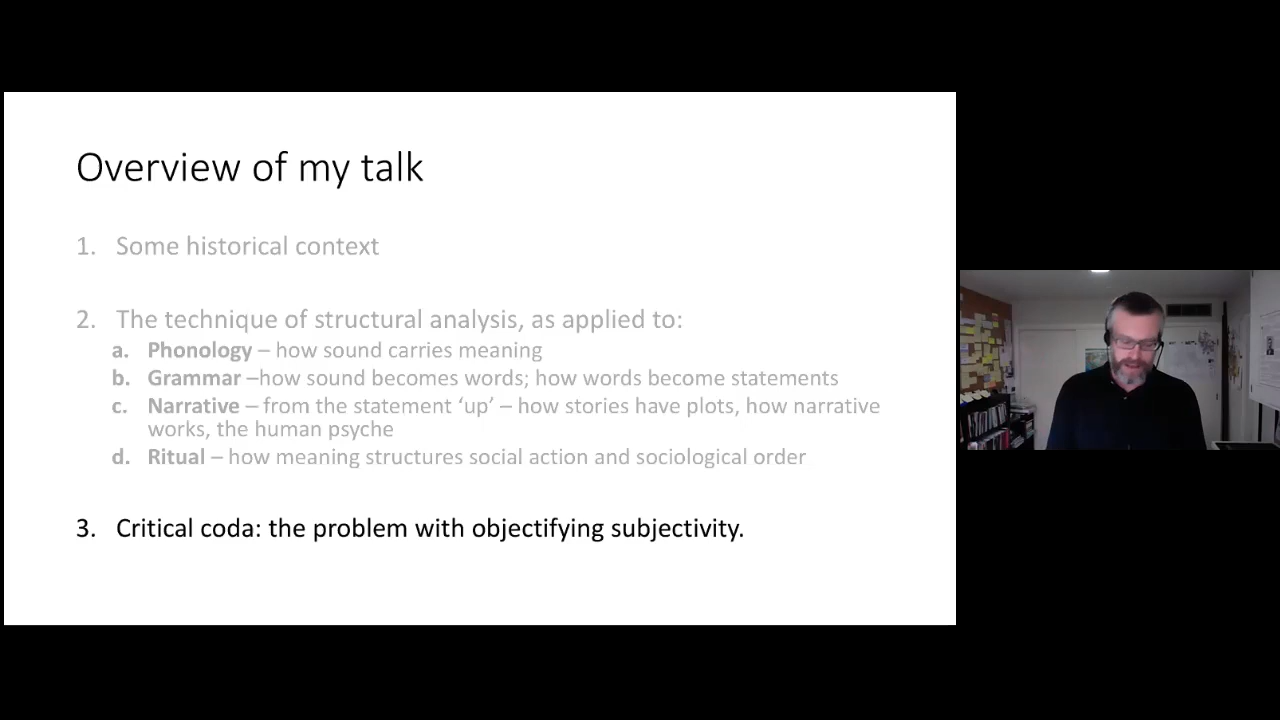 Overview of my talk
1. Some historical context
2. The technique of structural analysis, as applied to:
a. Phonology – how sound carries meaning
b. Grammar –how sound becomes words; how words become statements
c. Narrative – from the statement ‘up’ – how stories have plots, how narrative
works, the human psyche
d. Ritual – how meaning structures social action and sociological order
3. Critical coda: the problem with objectifying subjectivity.